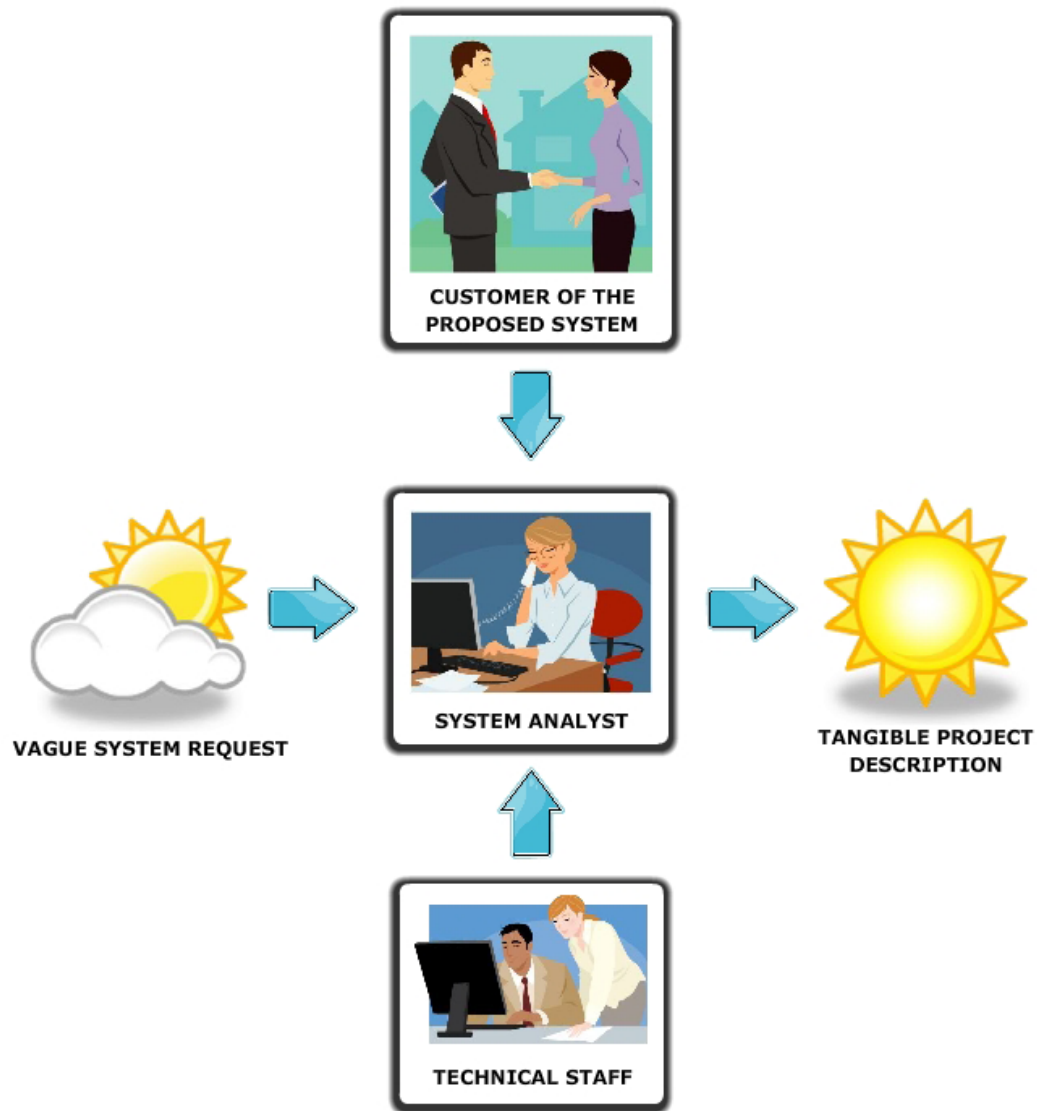 CUSTOMER OF THE
PROPOSED SYSTEM
VAGUE SYSTEM REQUEST
SYSTEM ANALYST
TANGIBLE PROJECT
DESCRIPTION
TECHNICAL STAFF